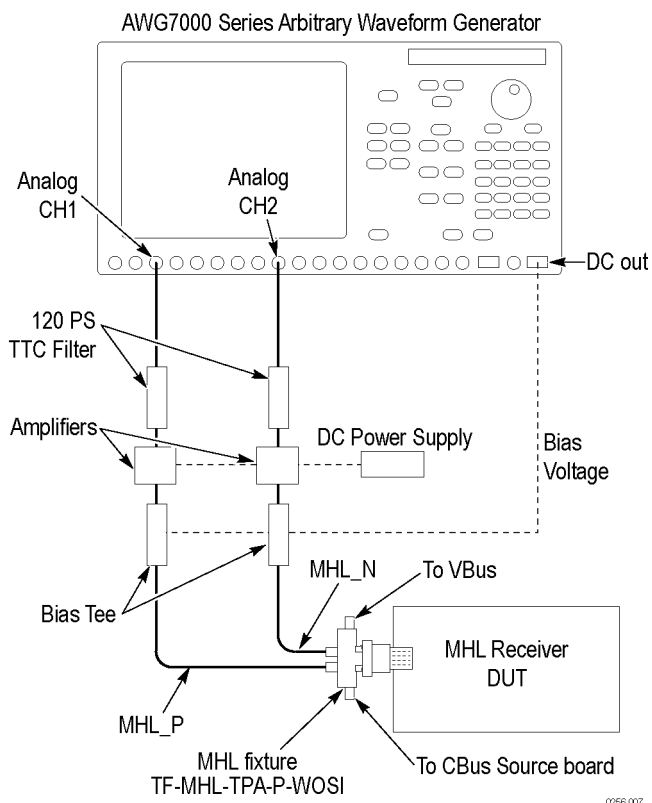 AWG7000 Series Arbitrary Waveform Generator
Analog
CH1
Analog
CH2
DC out
120 PS
TTC Filter
Amplifiers
DC Power Supply
Bias
Voltage
Bias Tee
MHL_N
To VBus
MHL Receiver
DUT
MHL_P
MHL fixture
TF-MHL-TPA-P-WOSI
To CBus Source board
0256-007